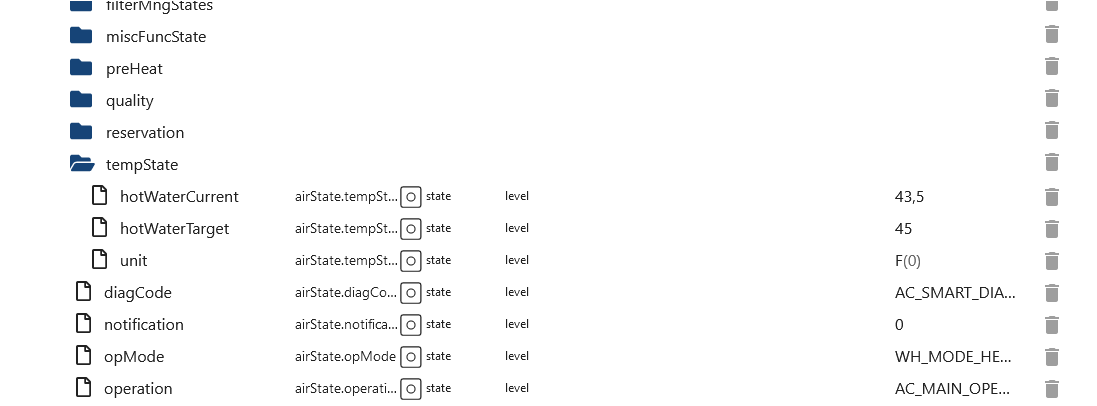 filterMngStates
miscFuncState
preHeat
quality
reservation
tempState
hotWaterCurrent airState.tempSt... state level 43,5
hotWaterTarget airState.tempSt... state level 45
unit airState.tempSt... state level F(0)
diagCode airState.diagCo... state level AC_SMART_DIA...
notification airState.notifica... state level 0
opMode airState.opMode state level WH_MODE_HE...
operation airState.operati... state level AC_MAIN_OPE...